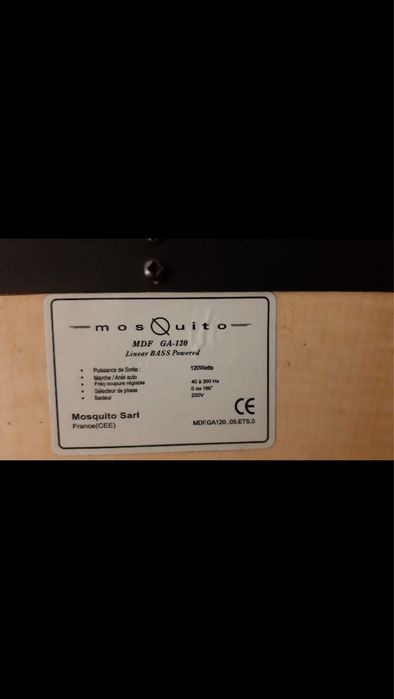 mosQuito
MDF GA-120
Linear BASS Powered
• Puissance de Sortie : 120Watts
• Marche / Arrêt auto
• Fréq coupure réglable 40 à 200 Hz
• Sélecteur de phase 0 ou 180°
• Secteur 230V
CE
Mosquito Sarl
France(CEE) MDF.GA120..05.ETS.0